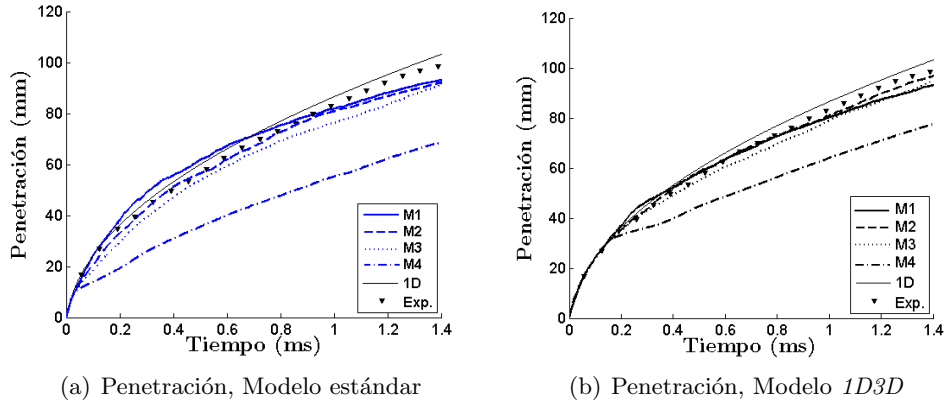 120
100
80
60
40
20
0
Penetración (mm)
0
0.2
0.4
0.6
0.8
1
1.2
1.4
Tiempo (ms)
M1
M2
M3
M4
1D
Exp.
(a) Penetración, Modelo estándar
120
100
80
60
40
20
0
Penetración (mm)
0
0.2
0.4
0.6
0.8
1
1.2
1.4
Tiempo (ms)
M1
M2
M3
M4
1D
Exp.
(b) Penetración, Modelo 1D3D